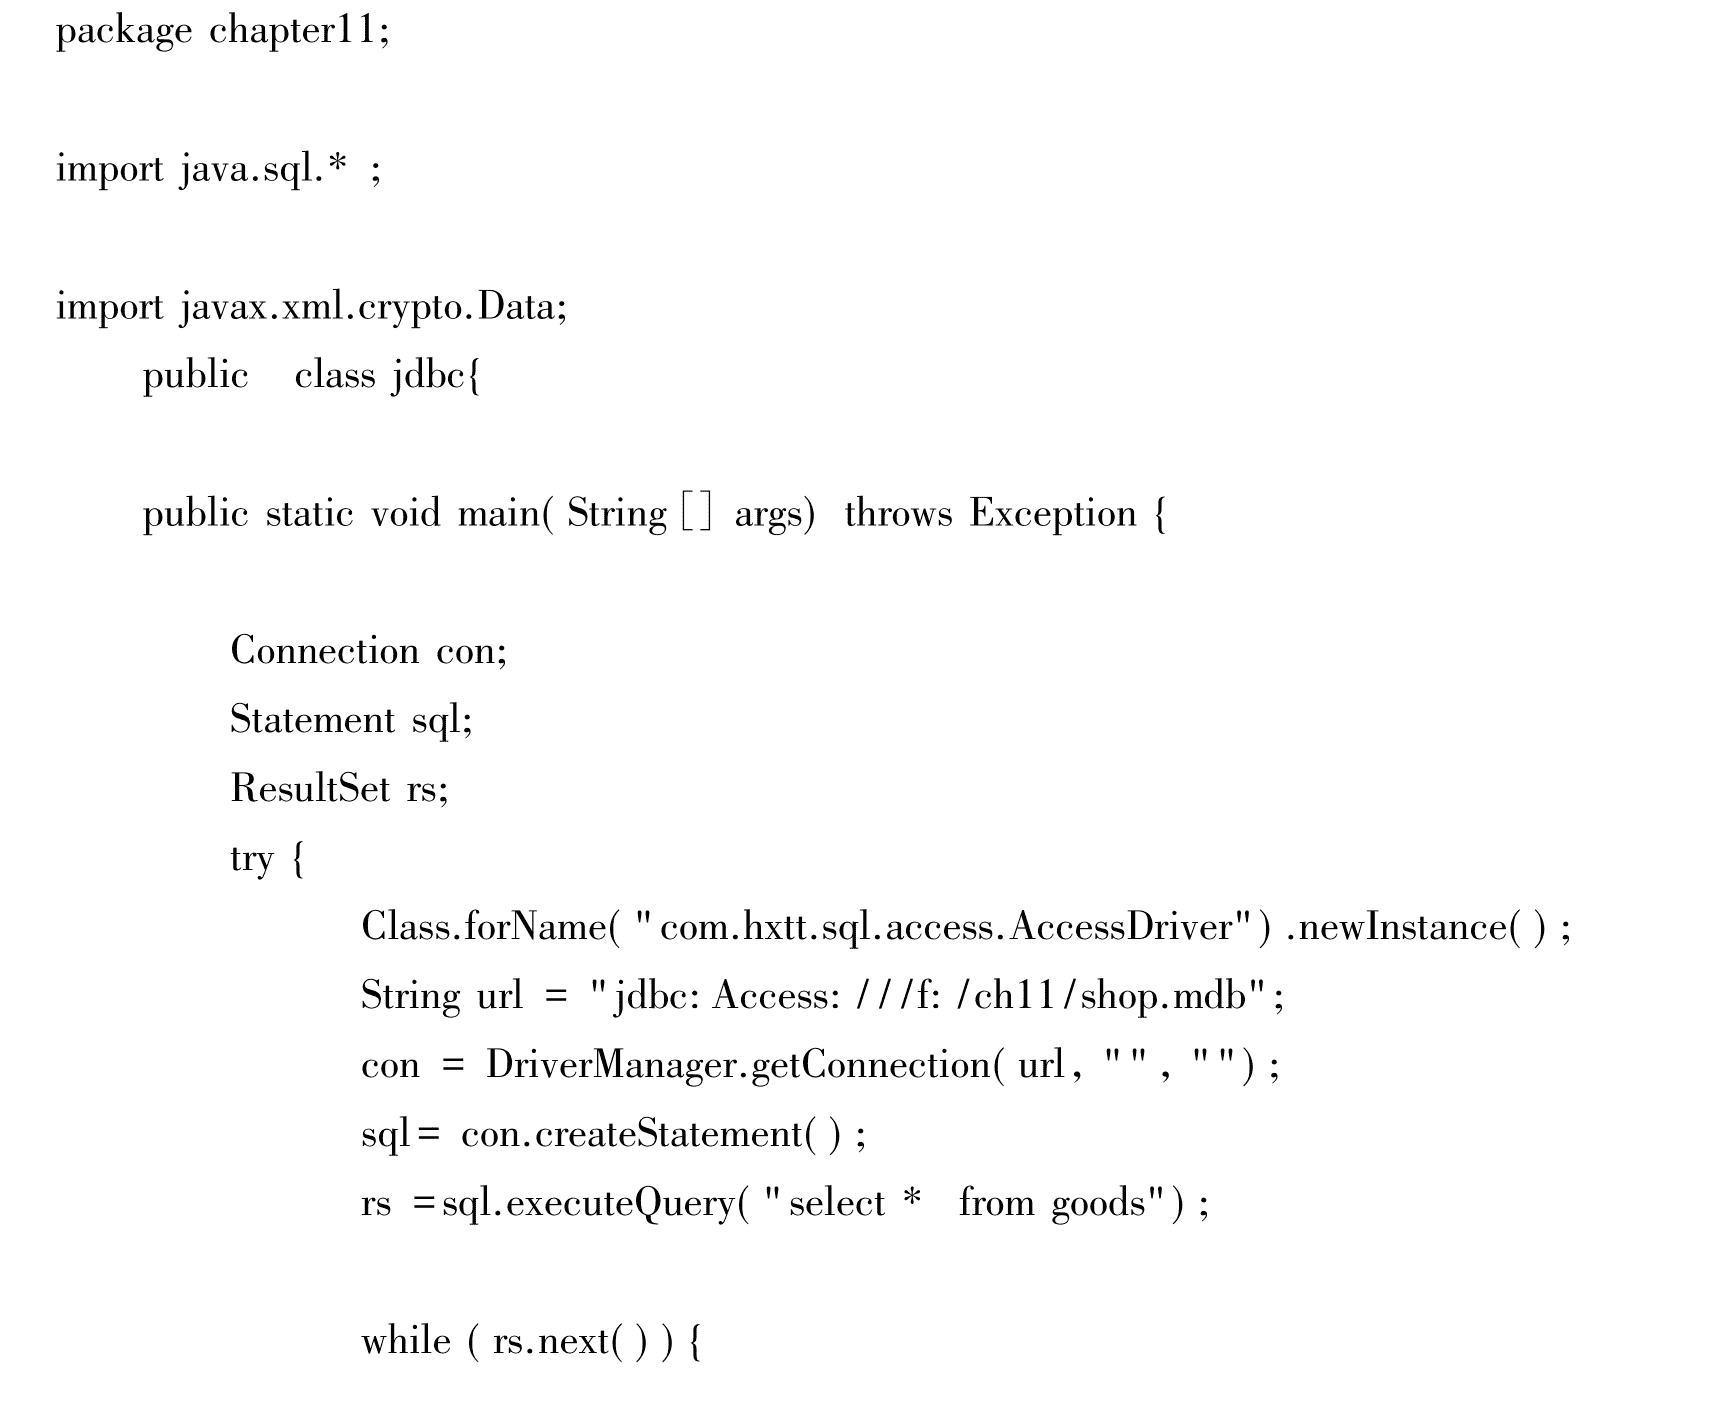 package chapter11;
import java.sql.* ;
import javax.xml.crypto.Data;
public class jdbc{
public static void main( String [] args) throws Exception {
Connection con;
Statement sql;
ResultSet rs;
try {
Class.forName( "com.hxtt.sql.access.AccessDriver") .newInstance( ) ;
String url = "jdbc: Access: ///f: /ch11/shop.mdb";
con = DriverManager.getConnection( url, "" , "") ;
sql= con.createStatement( ) ;
rs =sql.executeQuery( "select * from goods") ;
while ( rs.next( ) ) {